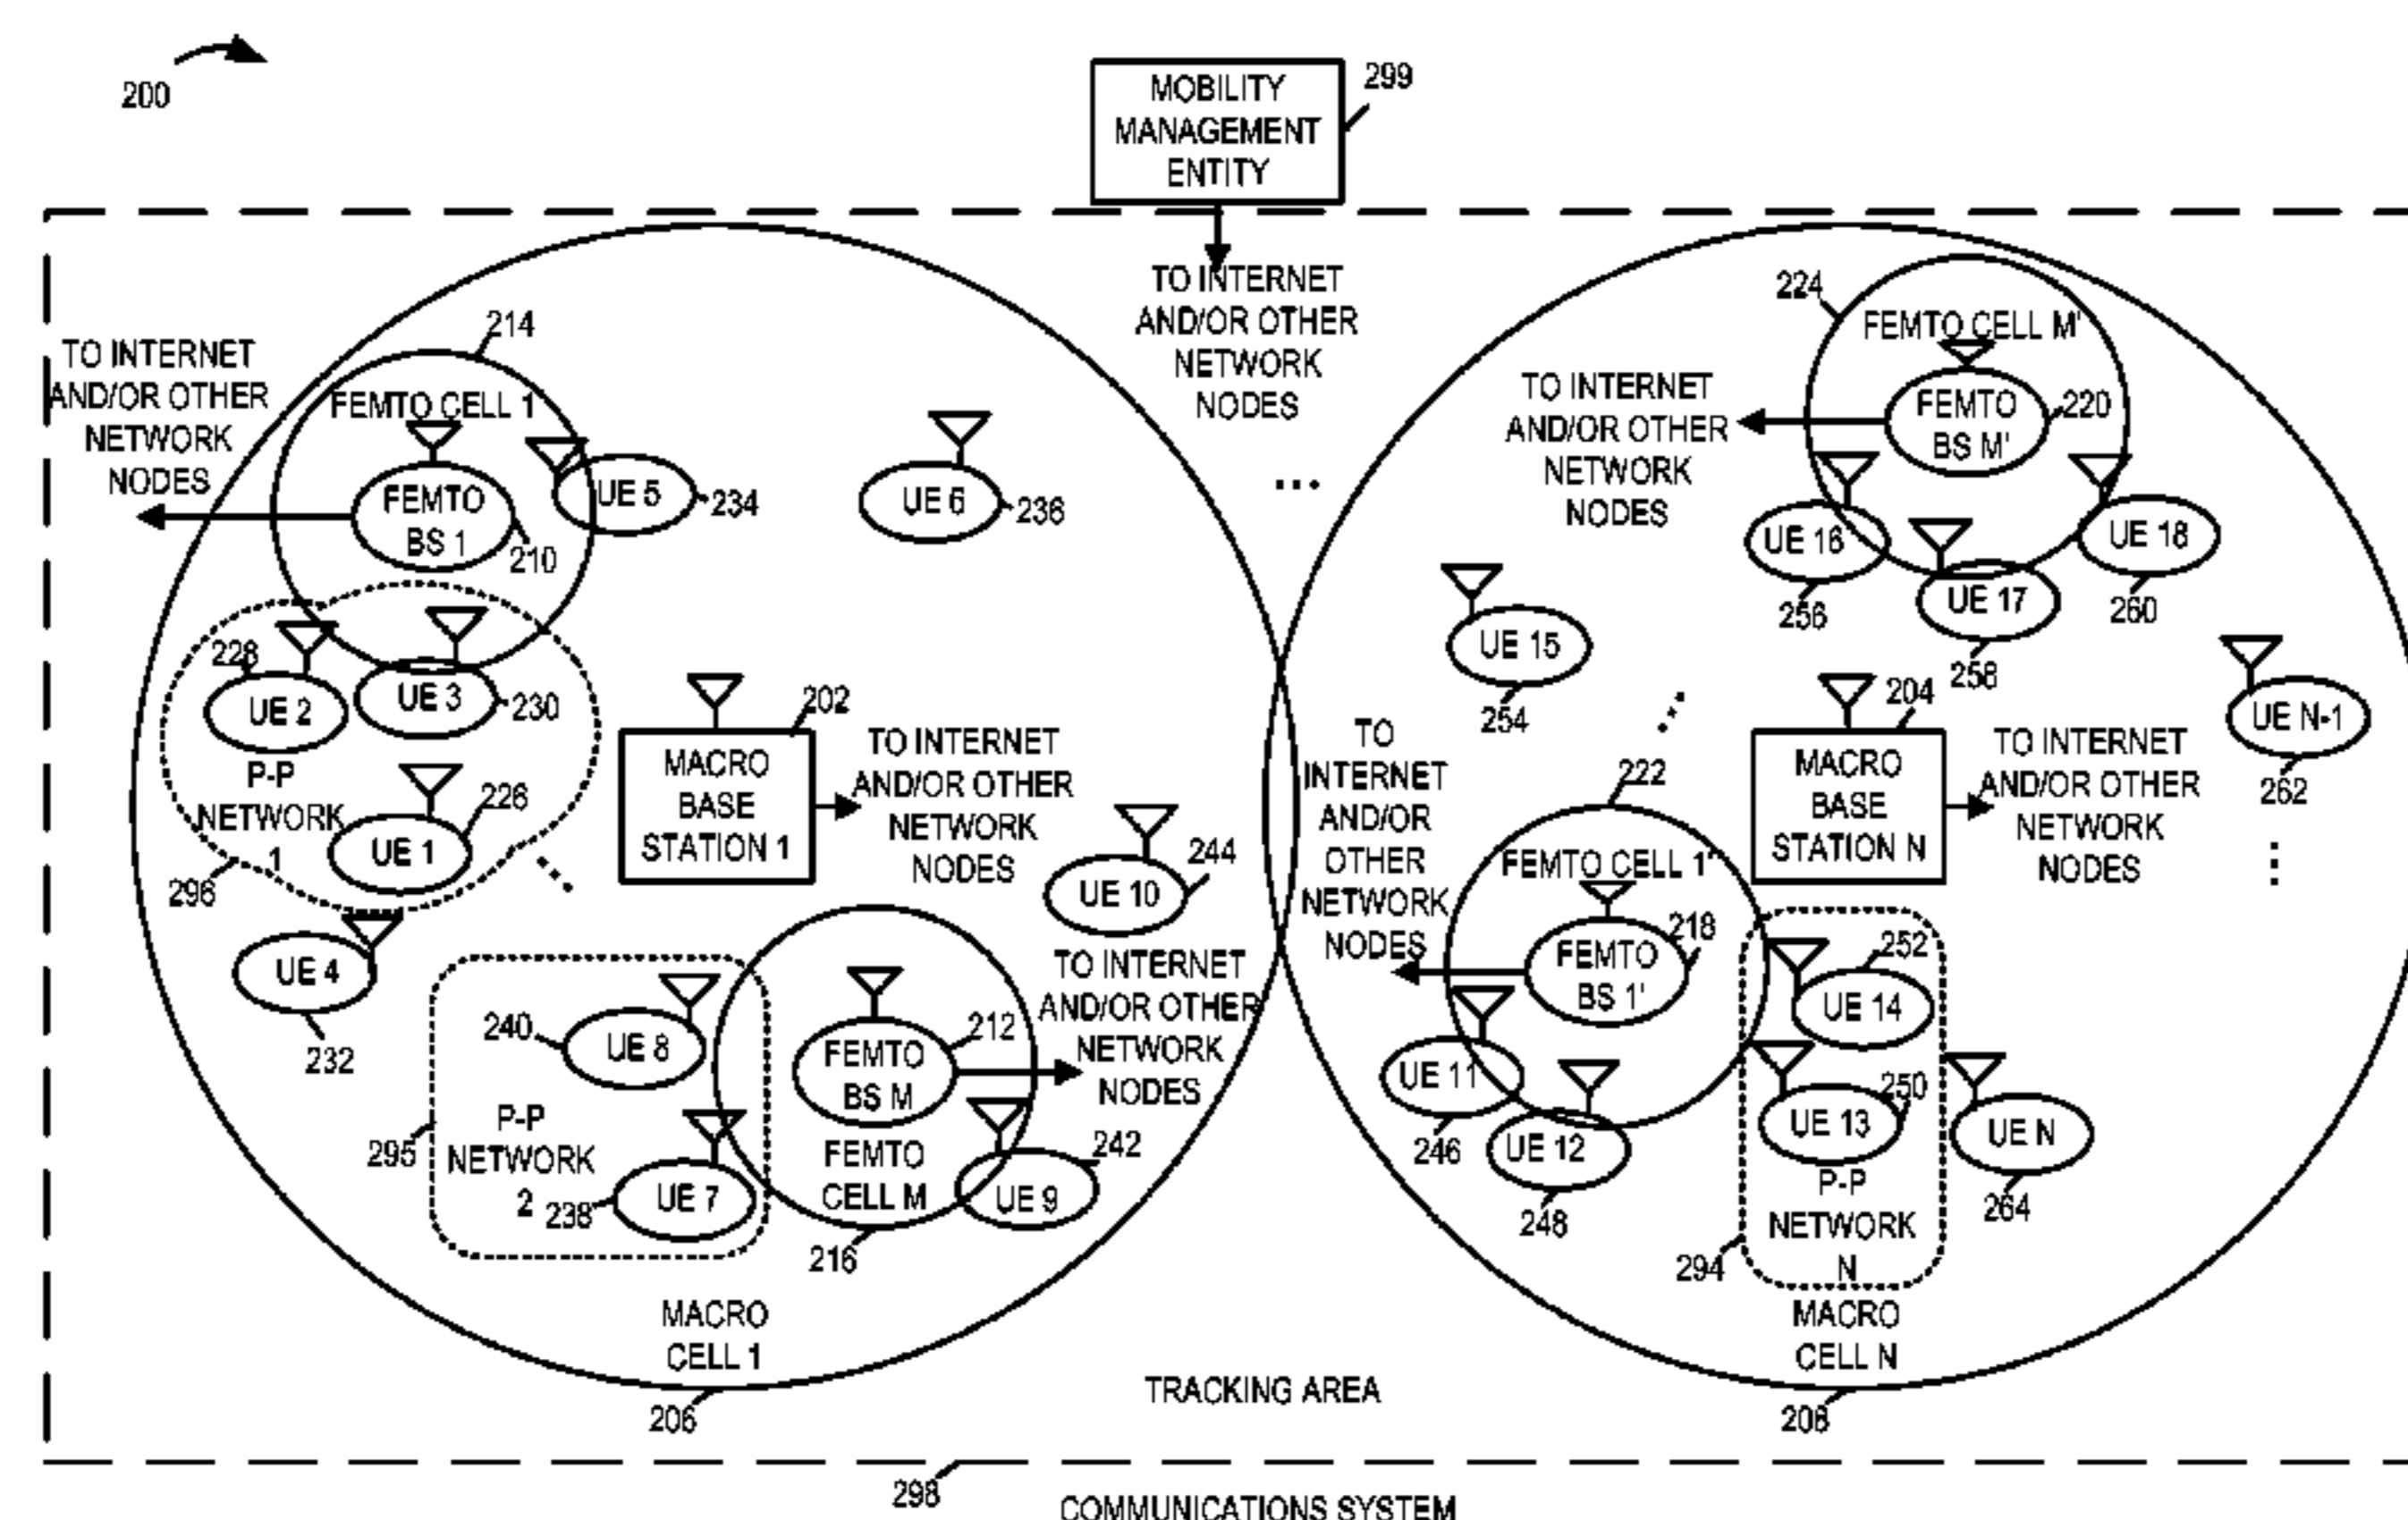 200
MOBILITY
MANAGEMENT
ENTITY
299
TO INTERNET
AND/OR OTHER
NETWORK
NODES
TO INTERNET
AND/OR OTHER
NETWORK
NODES
214
FEMTO CELL 1
FEMTO
BS 1
210
UE 5
234
UE 6
236
...
228
UE 2
UE 3
230
P-P
NETWORK
1
UE 1
226
296
UE 4
232
202
MACRO
BASE
STATION 1
TO INTERNET
AND/OR OTHER
NETWORK
NODES
UE 10
244
240
UE 8
P-P
NETWORK
2
295
238
UE 7
FEMTO
BS M
212
FEMTO
CELL M
216
TO INTERNET
AND/OR OTHER
NETWORK
NODES
UE 9
242
MACRO
CELL 1
206
224
FEMTO CELL M'
FEMTO
BS M'
220
TO INTERNET
AND/OR OTHER
NETWORK
NODES
UE 16
256
UE 17
258
UE 18
260
UE 15
254
204
MACRO
BASE
STATION N
TO INTERNET
AND/OR OTHER
NETWORK
NODES
UE N-1
262
TO
INTERNET
AND/OR
OTHER
NETWORK
NODES
222
FEMTO CELL 1'
FEMTO
BS 1'
218
UE 11
246
UE 12
248
252
UE 14
UE 13
250
P-P
NETWORK
N
294
UE N
264
MACRO
CELL N
208
TRACKING AREA
298
COMMUNICATIONS SYSTEM